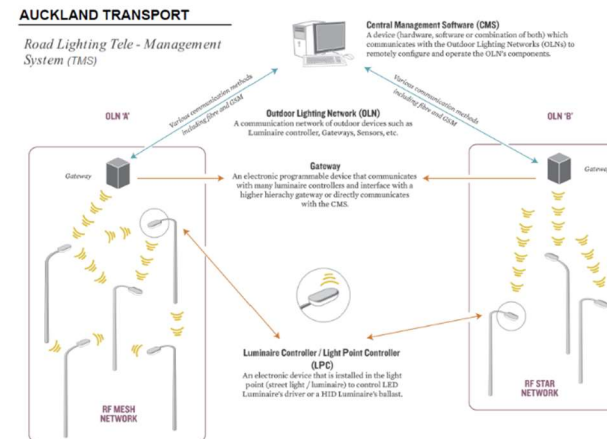 AUCKLAND TRANSPORT
Road Lighting Tele - Management
System (TMS)
Central Management Software (CMS)
A device (hardware, software or combination of both) which
communicates with the Outdoor Lighting Networks (OLNs) to
remotely configure and operate the OLN's components.
Various communication methods
including fibre and GSM
Various communication methods
including fibre and GSM
OLN 'A'
Outdoor Lighting Network (OLN)
A communication network of outdoor devices such as
Luminaire controller, Gateways, Sensors, etc.
OLN 'B'
Gateway
Gateway
An electronic programmable device that communicates
with many luminaire controllers and interface with a
higher hierachy gateway or directly communicates
with the CMS.
Gateway
Luminaire Controller / Light Point Controller
(LPC)
An electronic device that is installed in the light
point (street light / luminaire) to control LED
Luminaire's driver or a HID Luminaire's ballast.
RF MESH
NETWORK
RF STAR
NETWORK